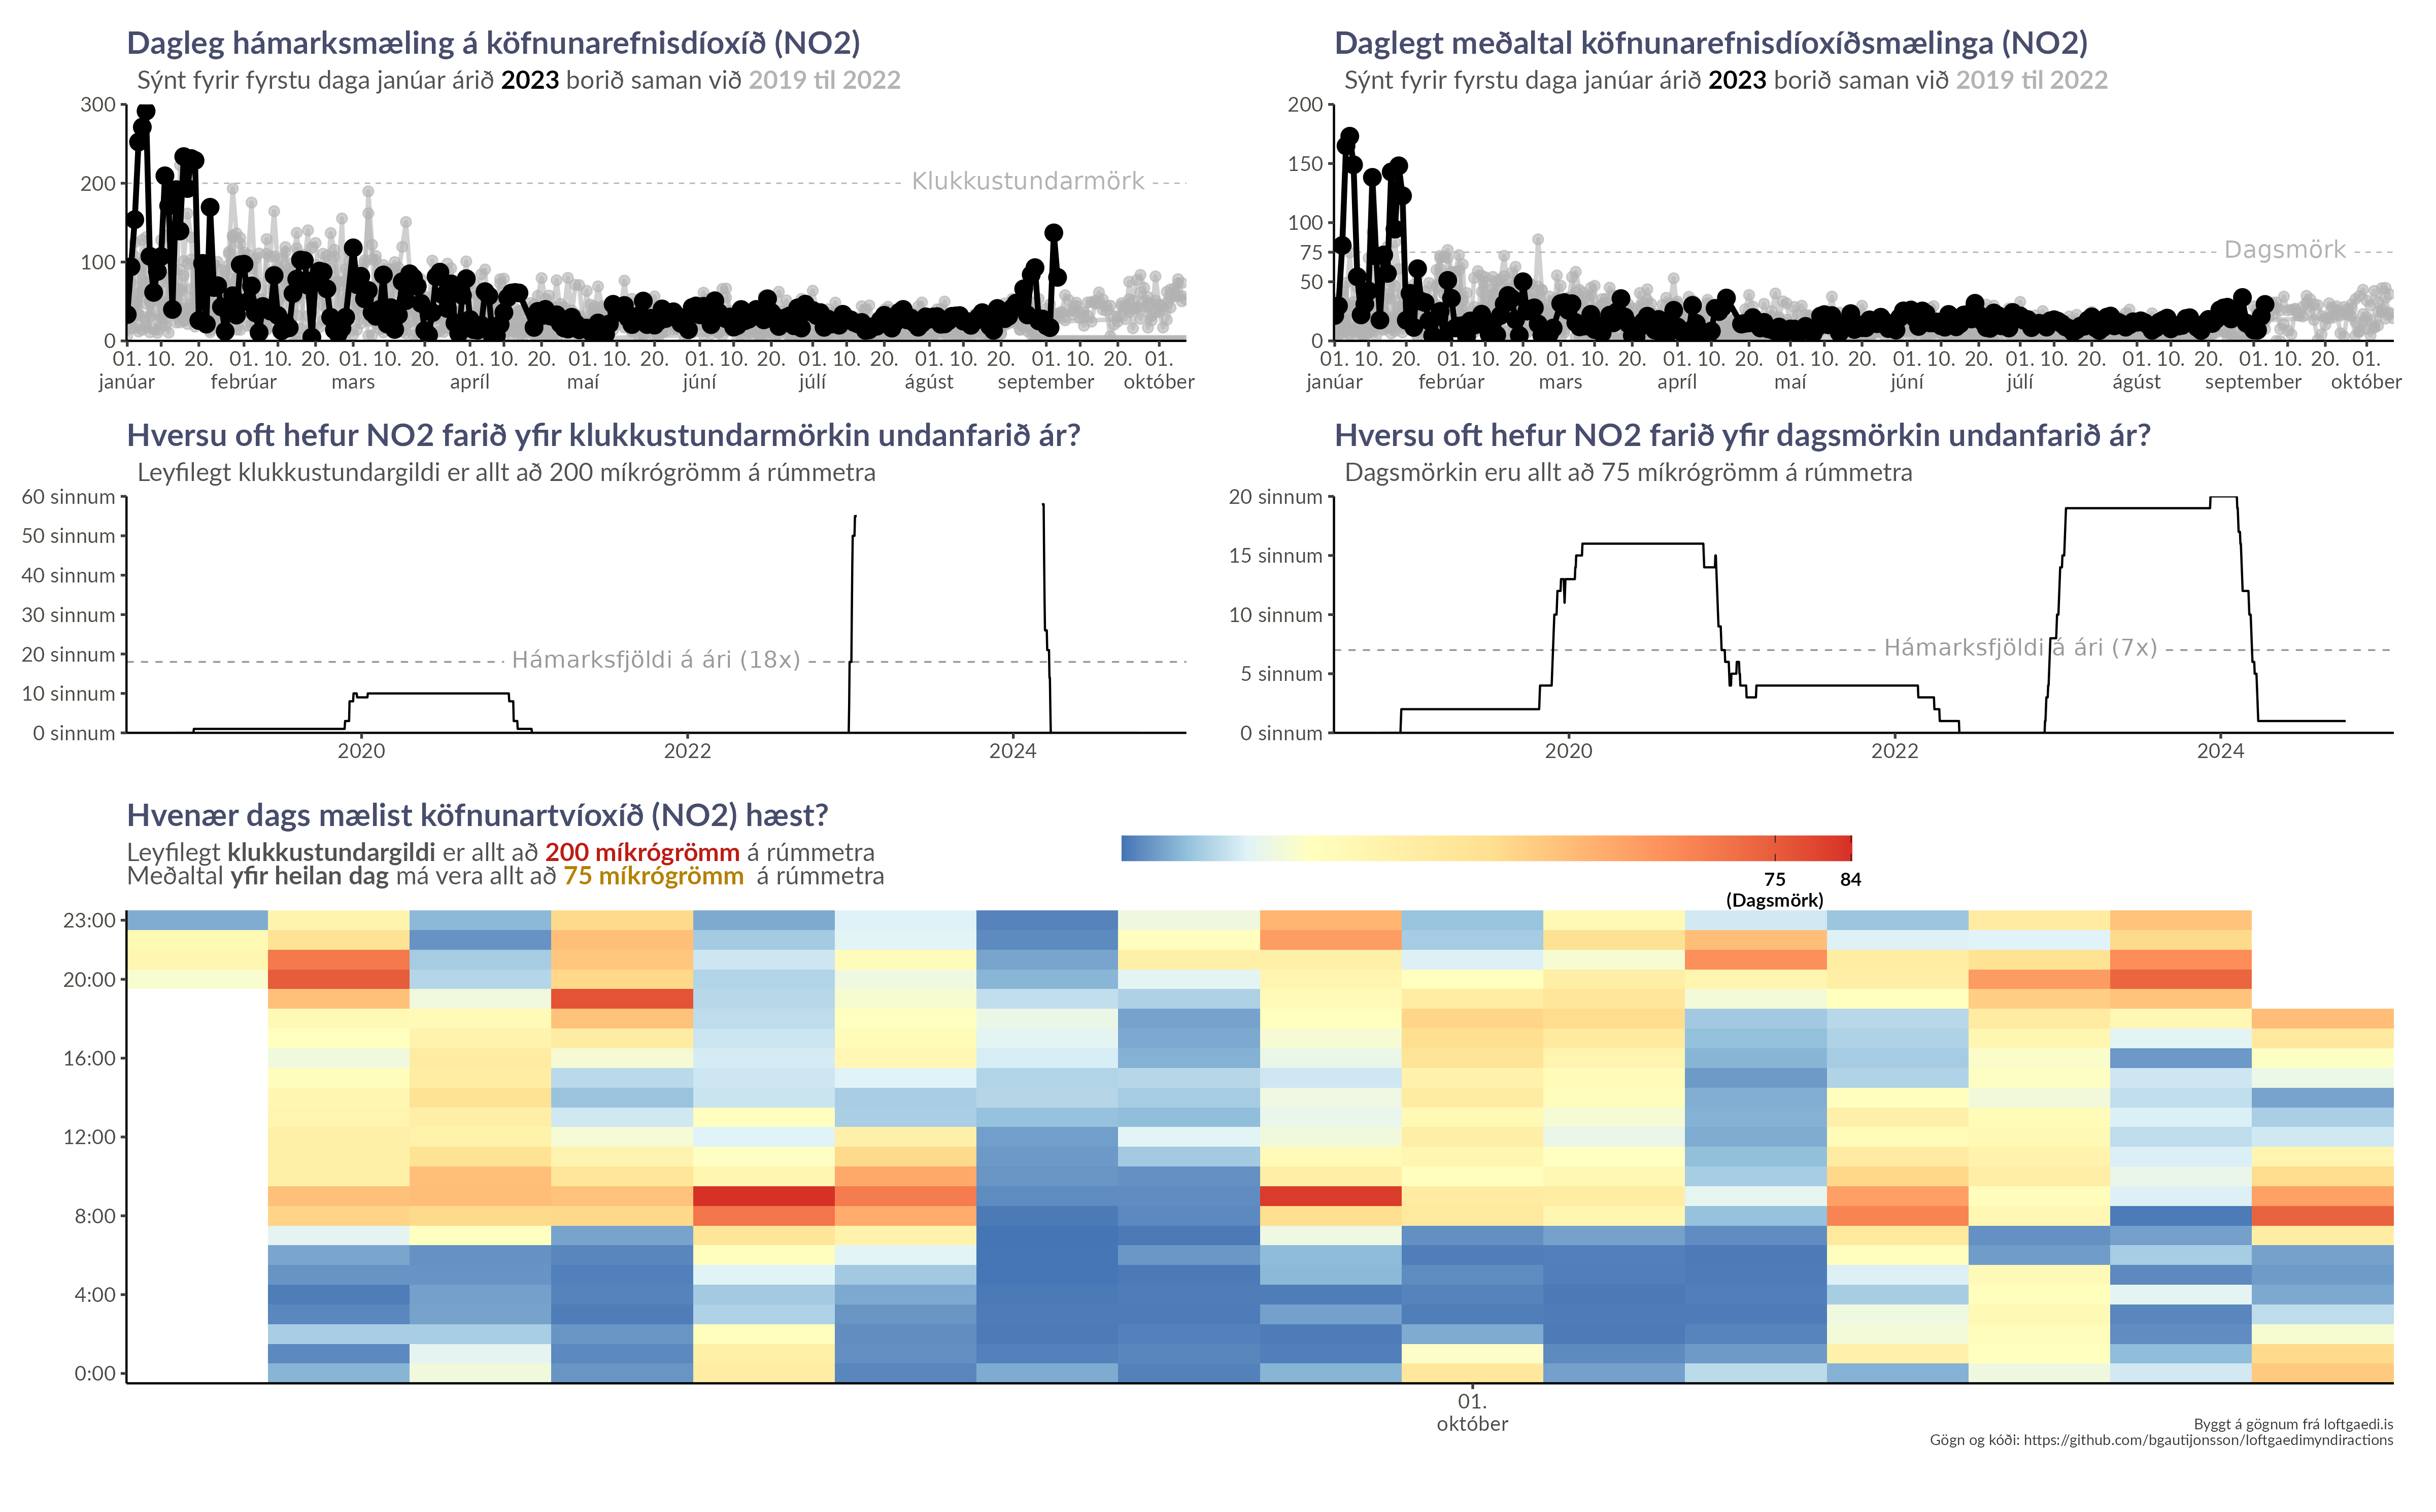 Dagleg hámarksmæling á köfnunarefnisdíoxíð (NO2)
Sýnt fyrir fyrstu daga janúar árið 2023 borið saman við 2019 til 2022
300
200
100
0
Klukkustundarmörk
01. 10. 20. 01. 10. 20. 01. 10. 20. 01. 10. 20. 01. 10. 20. 01. 10. 20. 01. 10. 20. 01. 10. 20. 01. 10. 20. 01.
janúar febrúar mars apríl maí júní júlí ágúst september október
Daglegt meðaltal köfnunarefnisdíoxíðsmælinga (NO2)
Sýnt fyrir fyrstu daga janúar árið 2023 borið saman við 2019 til 2022
200
150
100
75
50
0
Dagsmörk
01. 10. 20. 01. 10. 20. 01. 10. 20. 01. 10. 20. 01. 10. 20. 01. 10. 20. 01. 10. 20. 01. 10. 20. 01. 10. 20. 01.
janúar febrúar mars apríl maí júní júlí ágúst september október
Hversu oft hefur NO2 farið yfir klukkustundarmörkin undanfarið ár?
Leyfilegt klukkustundargildi er allt að 200 míkrógrömm á rúmmetra
60 sinnum
50 sinnum
40 sinnum
30 sinnum
20 sinnum
10 sinnum
0 sinnum
Hámarksfjöldi á ári (18x)
2020 2022 2024
Hversu oft hefur NO2 farið yfir dagsmörkin undanfarið ár?
Dagsmörkin eru allt að 75 míkrógrömm á rúmmetra
20 sinnum
15 sinnum
10 sinnum
5 sinnum
0 sinnum
Hámarksfjöldi á ári (7x)
2020 2022 2024
Hvenær dags mælist köfnunartvíoxíð (NO2) hæst?
Leyfilegt klukkustundargildi er allt að 200 míkrógrömm á rúmmetra
Meðaltal yfir heilan dag má vera allt að 75 míkrógrömm á rúmmetra
75 84
(Dagsmörk)
23:00
20:00
16:00
12:00
8:00
4:00
0:00
01.
október
Byggt á gögnum frá loftgaedi.is
Gögn og kóði: https://github.com/bgautijonsson/loftgaedimyndiractions